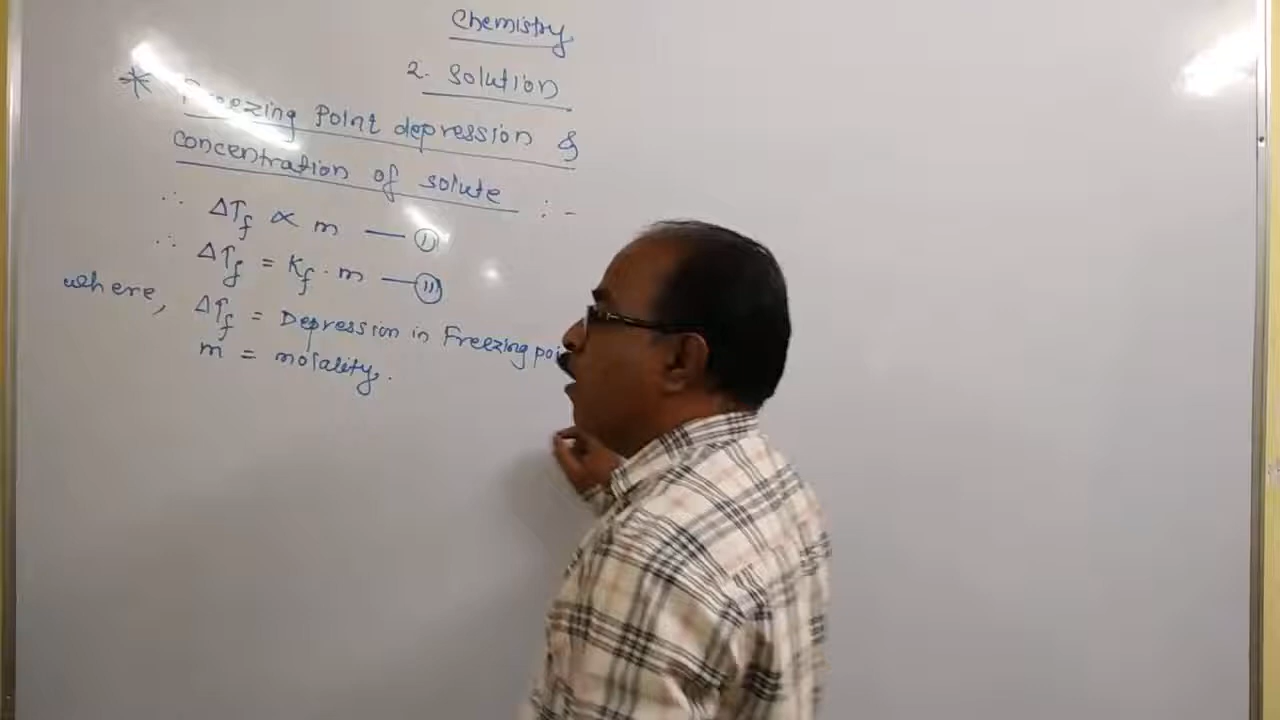 Chemistry
2. Solution
* Freezing Point depression &
concentration of solute :-
∴ ΔTf ∝ m — (I)
∴ ΔTf = Kf · m — (II)
where, ΔTf = Depression in Freezing poi
m = molality.